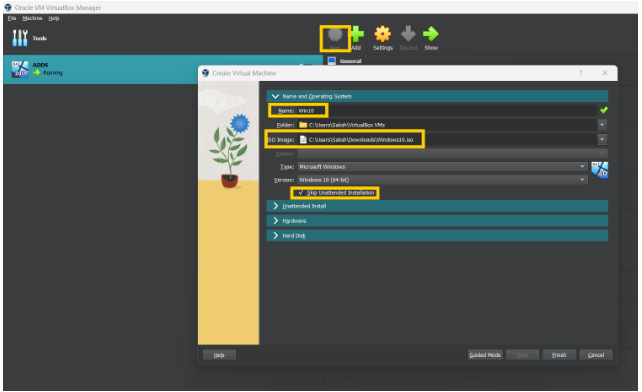 Oracle VM VirtualBox Manager
File Machine Help
Tools
Add Settings Discard Show
ADDS
Running
General
Create Virtual Machine
? ×
Name and Operating System
Name: Win10
Folder: C:\Users\Saksh\VirtualBox VMs
ISO Image: C:\Users\Saksh\Downloads\Windows10.iso
Edition:
Type: Microsoft Windows
Version: Windows 10 (64-bit)
Skip Unattended Installation
Unattended Install
Hardware
Hard Disk
Help Guided Mode Back Finish Cancel